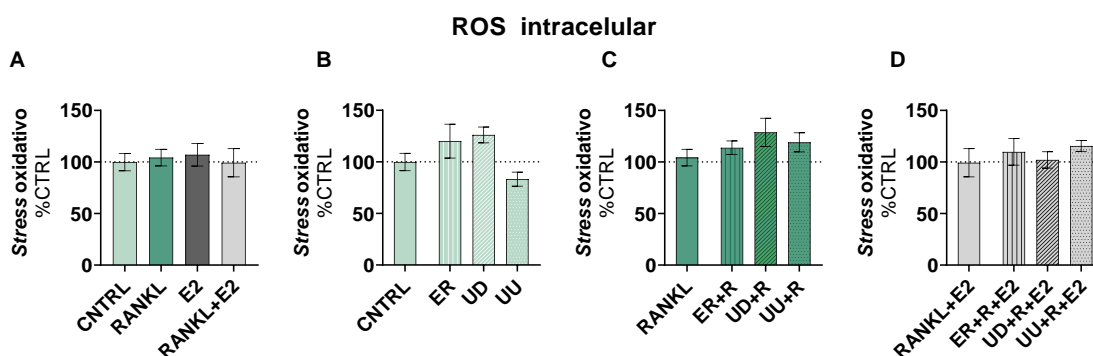 ROS intracelular
A
B
C
D
Stress oxidativo
%CTRL
150
100
50
0
CNTRL
RANKL
E2
RANKL+E2
Stress oxidativo
%CTRL
150
100
50
0
CNTRL
ER
UD
UU
Stress oxidativo
%CTRL
150
100
50
0
RANKL
ER+R
UD+R
UU+R
Stress oxidativo
%CTRL
150
100
50
0
RANKL+E2
ER+R+E2
UD+R+E2
UU+R+E2